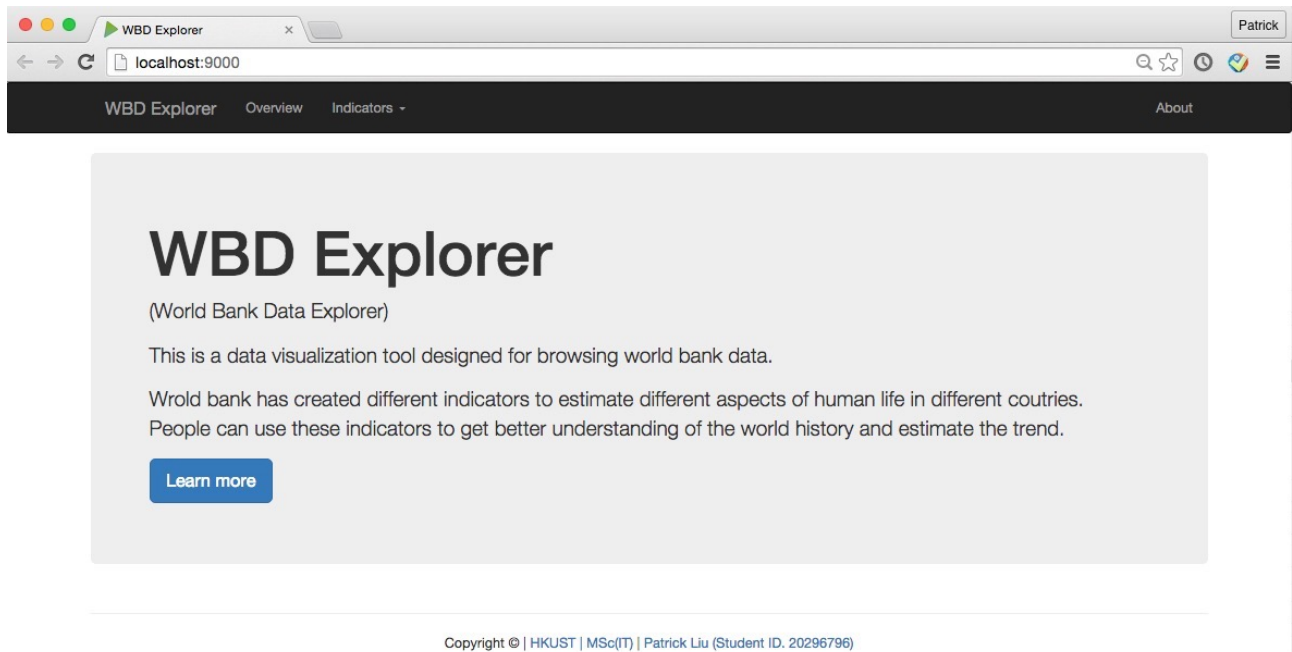 WBD Explorer
Patrick
localhost:9000
WBD Explorer Overview Indicators About
WBD Explorer
(World Bank Data Explorer)
This is a data visualization tool designed for browsing world bank data.
Wrold bank has created different indicators to estimate different aspects of human life in different coutries.
People can use these indicators to get better understanding of the world history and estimate the trend.
Learn more
Copyright © | HKUST | MSc(IT) | Patrick Liu (Student ID. 20296796)